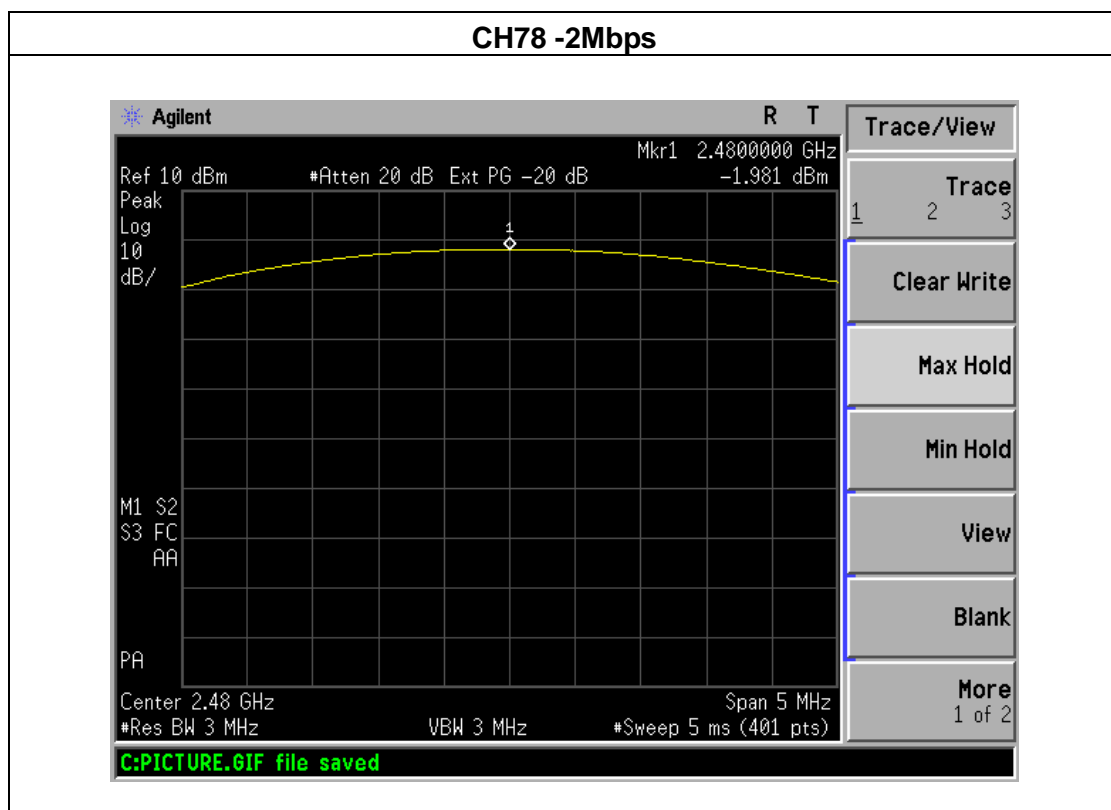 CH78 -2Mbps
Agilent R T
Mkr1 2.4800000 GHz
Ref 10 dBm #Atten 20 dB Ext PG -20 dB -1.981 dBm
Peak
Log
10
dB/
1
M1 S2
S3 FC
AA
PA
Center 2.48 GHz Span 5 MHz
#Res BW 3 MHz VBW 3 MHz #Sweep 5 ms (401 pts)
C:PICTURE.GIF file saved
Trace/View
Trace
1 2 3
Clear Write
Max Hold
Min Hold
View
Blank
More
1 of 2